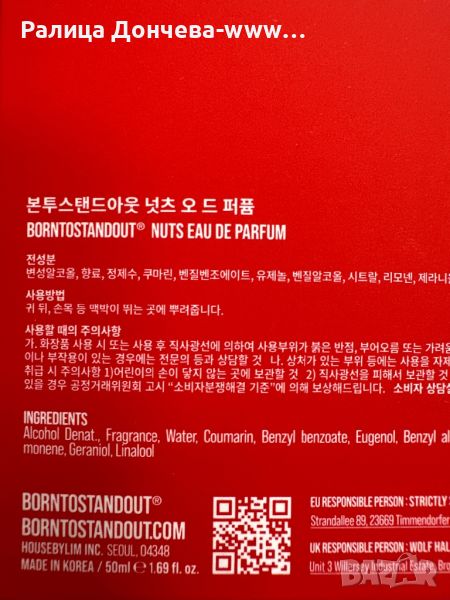 Ралица Дончева-www...
본투스탠드아웃 넛츠 오 드 퍼퓸
BORNTOSTANDOUT® NUTS EAU DE PARFUM
전성분
변성알코올, 향료, 정제수, 쿠마린, 벤질벤조에이트, 유제놀, 벤질알코올, 시트랄, 리모넨, 제라니올
사용방법
귀 뒤, 손목 등 맥박이 뛰는 곳에 뿌려줍니다.
사용할 때의 주의사항
가. 화장품 사용 시 또는 사용 후 직사광선에 의하여 사용부위가 붉은 반점, 부어오름 또는 가려움
이나 부작용이 있는 경우에는 전문의 등과 상담할 것 나. 상처가 있는 부위 등에는 사용을 자제
취급 시 주의사항 1)어린이의 손이 닿지 않는 곳에 보관할 것 2) 직사광선을 피해서 보관할 것
있을 경우 공정거래위원회 고시 "소비자분쟁해결 기준"에 의해 보상해드립니다. 소비자 상담실
INGREDIENTS
Alcohol Denat., Fragrance, Water, Coumarin, Benzyl benzoate, Eugenol, Benzyl al
monene, Geraniol, Linalool
BORNTOSTANDOUT®
BORNTOSTANDOUT.COM
HOUSEBYLIM INC. SEOUL, 04348
MADE IN KOREA / 50ml ℮ 1.69 fl. oz.
EU RESPONSIBLE PERSON : STRICTLY
Strandallee 89, 23669 Timmendorfer
UK RESPONSIBLE PERSON : WOLF HAL
Unit 3 Willersey Industrial Estate, Bro
BAZAR